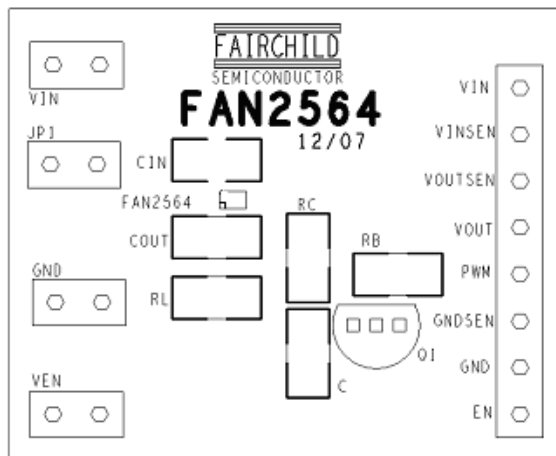 FAIRCHILD
SEMICONDUCTOR
FAN2564
12/07
VIN
JP1
GND
VEN
CIN
FAN2564
COUT
RL
RC
RB
C
Q1
VIN
VINSEN
VOUTSEN
VOUT
PWM
GNDSEN
GND
EN